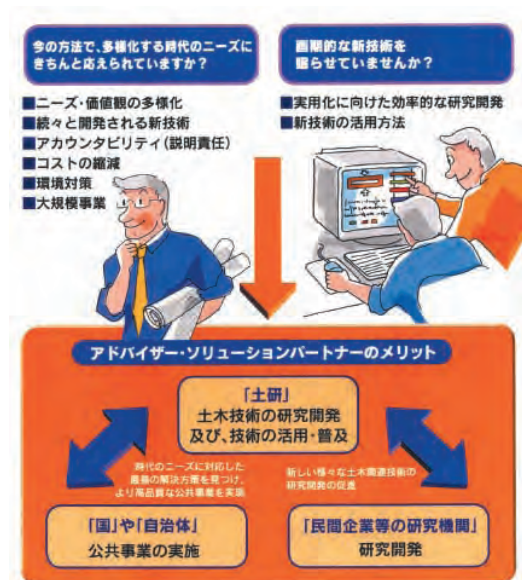 今の方法で、多様化する時代のニーズに
きちんと応えられていますか？
画期的な新技術を
眠らせていませんか？
■ニーズ・価値観の多様化
■続々と開発される新技術
■アカウンタビリティ(説明責任)
■コストの縮減
■環境対策
■大規模事業
■実用化に向けた効率的な研究開発
■新技術の活用方法
アドバイザー・ソリューションパートナーのメリット
「土研」
土木技術の研究開発
及び、技術の活用・普及
時代のニーズに対応した
最善の解決方策を見つけ、
より高品質な公共事業を実施
新しい様々な土木関連技術の
研究開発の促進
「国」や「自治体」
公共事業の実施
「民間企業等の研究機関」
研究開発